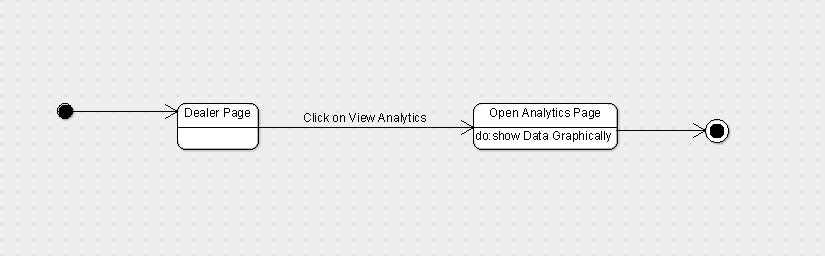 Dealer Page
Click on View Analytics
Open Analytics Page
do:show Data Graphically